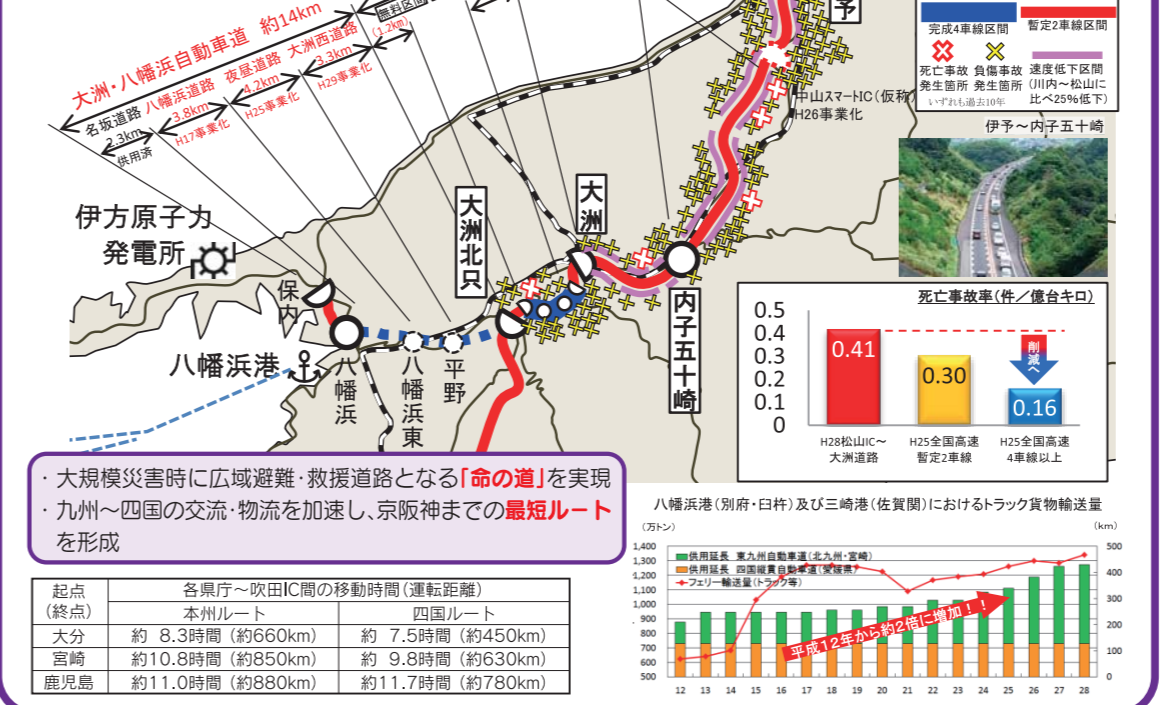 大洲・八幡浜自動車道 約14km
無料区間
(1.2km)
名坂道路
2.3km
供用済
八幡浜道路
3.8km
H17事業化
夜昼道路
4.2km
H25事業化
大洲西道路
3.3km
H29事業化
予
完成4車線区間
暫定2車線区間
死亡事故
発生箇所
負傷事故
発生箇所
いずれも過去10年
速度低下区間
(川内～松山に
比べ25%低下)
中山スマートIC(仮称)
H26事業化
伊予～内子五十崎
伊方原子力
発電所
大洲北只
大洲
内子五十崎
保内
八幡浜港
八幡浜
八幡浜東
平野
死亡事故率(件／億台キロ)
0.5
0.4
0.3
0.2
0.1
0
0.41
0.30
0.16
削減へ
H28松山IC～
大洲道路
H25全国高速
暫定2車線
H25全国高速
4車線以上
・大規模災害時に広域避難・救援道路となる「命の道」を実現
・九州～四国の交流・物流を加速し、京阪神までの最短ルート
を形成
起点
(終点)
各県庁～吹田IC間の移動時間(運転距離)
本州ルート 四国ルート
大分 約 8.3時間 (約660km) 約 7.5時間 (約450km)
宮崎 約10.8時間 (約850km) 約 9.8時間 (約630km)
鹿児島 約11.0時間 (約880km) 約11.7時間 (約780km)
八幡浜港(別府・臼杵)及び三崎港(佐賀関)におけるトラック貨物輸送量
(万トン) (km)
1,400
1,300
1,200
1,100
1,000
900
800
700
600
500
500
400
300
200
100
0
供用延長 東九州自動車道(北九州・宮崎)
供用延長 四国縦貫自動車道(愛媛県)
フェリー輸送量(トラック等)
平成12年から約2倍に増加！！
12 13 14 15 16 17 18 19 20 21 22 23 24 25 26 27 28